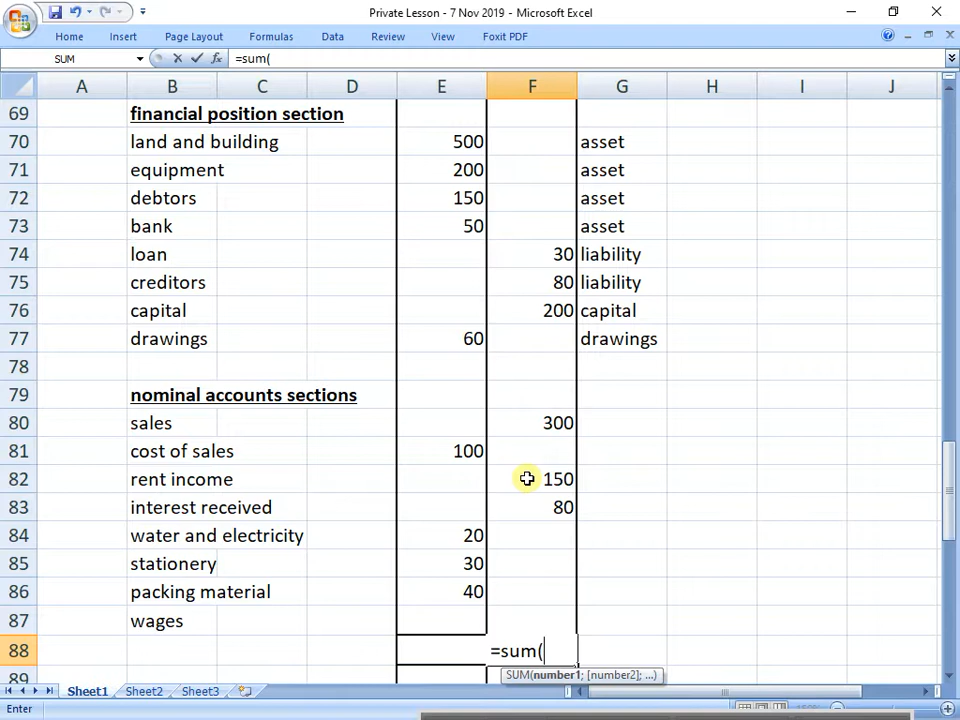 Private Lesson - 7 Nov 2019 - Microsoft Excel
Home Insert Page Layout Formulas Data Review View Foxit PDF
SUM fx =sum(
A B C D E F G H I J
69 financial position section
70 land and building 500 asset
71 equipment 200 asset
72 debtors 150 asset
73 bank 50 asset
74 loan 30 liability
75 creditors 80 liability
76 capital 200 capital
77 drawings 60 drawings
78
79 nominal accounts sections
80 sales 300
81 cost of sales 100
82 rent income 150
83 interest received 80
84 water and electricity 20
85 stationery 30
86 packing material 40
87 wages
88 =sum(
89 SUM(number1; [number2]; ...)
Sheet1 Sheet2 Sheet3
Enter